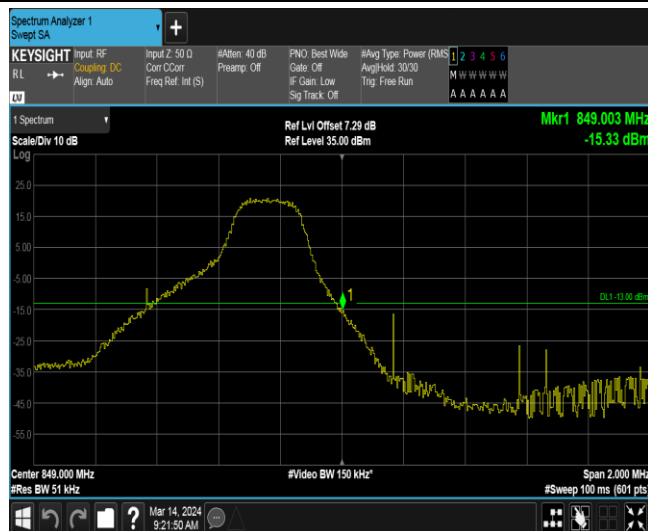 Spectrum Analyzer 1
Swept SA
+
KEYSIGHT
RL
Input: RF
Coupling: DC
Align: Auto
Input Z: 50 Ω
Corr CCorr
Freq Ref: Int (S)
#Atten: 40 dB
Preamp: Off
PNO: Best Wide
Gate: Off
IF Gain: Low
Sig Track: Off
#Avg Type: Power (RMS
Avg|Hold: 30/30
Trig: Free Run
1 2 3 4 5 6
M W W W W W
A A A A A A
1 Spectrum
Scale/Div 10 dB
Log
Ref Lvl Offset 7.29 dB
Ref Level 35.00 dBm
Mkr1 849.003 MHz
-15.33 dBm
25.0
15.0
5.00
-5.00
-15.0
-25.0
-35.0
-45.0
-55.0
1
DL1 -13.00 dBm
Center 849.000 MHz
#Res BW 51 kHz
#Video BW 150 kHz*
Span 2.000 MHz
#Sweep 100 ms (601 pts)
?
Mar 14, 2024
9:21:50 AM